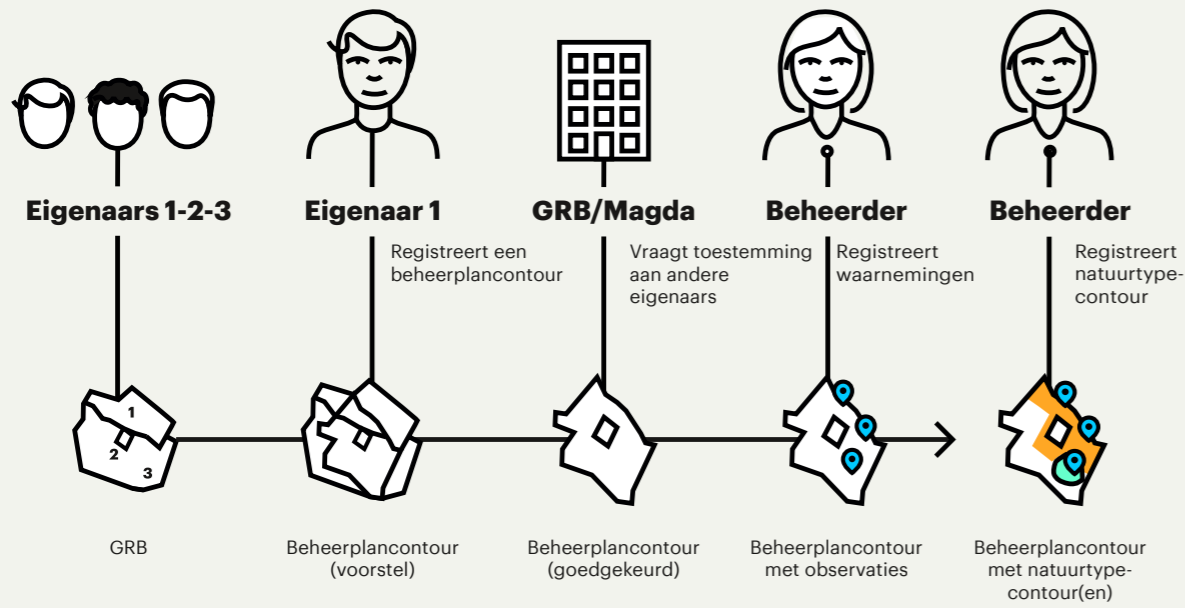 Eigenaars 1-2-3
Eigenaar 1
GRB/Magda
Beheerder
Beheerder
Registreert een
beheerplancontour
Vraagt toestemming
aan andere
eigenaars
Registreert
waarnemingen
Registreert
natuurtype-
contour
1
2
3
GRB
Beheerplancontour
(voorstel)
Beheerplancontour
(goedgekeurd)
Beheerplancontour
met observaties
Beheerplancontour
met natuurtype-
contour(en)